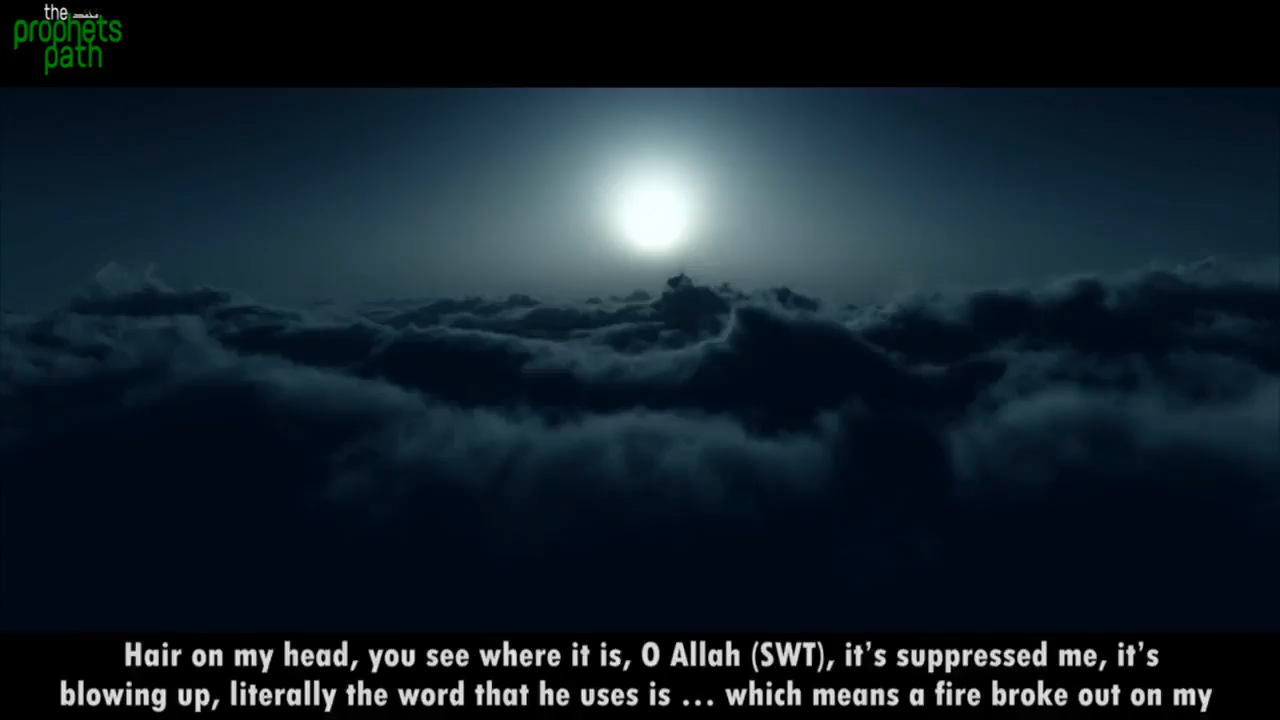 the محمد
prophets
path
Hair on my head, you see where it is, O Allah (SWT), it’s suppressed me, it’s
blowing up, literally the word that he uses is ... which means a fire broke out on my